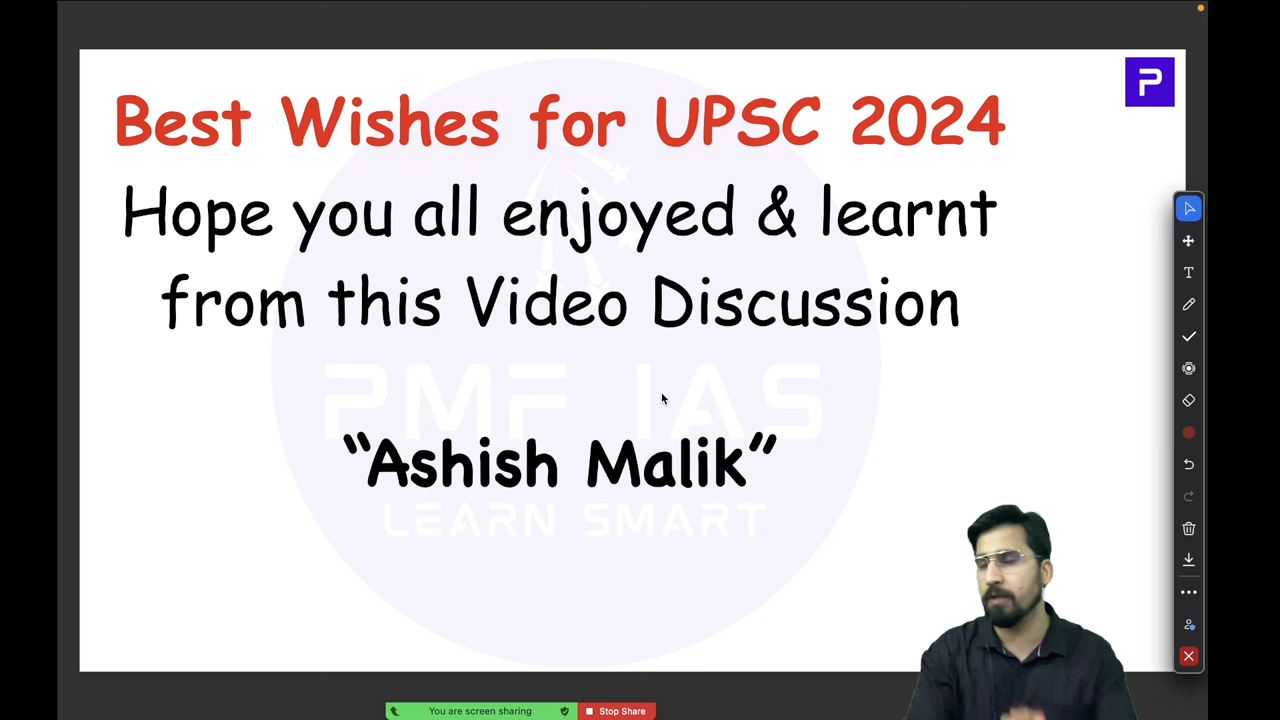 Best Wishes for UPSC 2024
Hope you all enjoyed & learnt
from this Video Discussion
PMF IAS
"Ashish Malik"
LEARN SMART
You are screen sharing
Stop Share